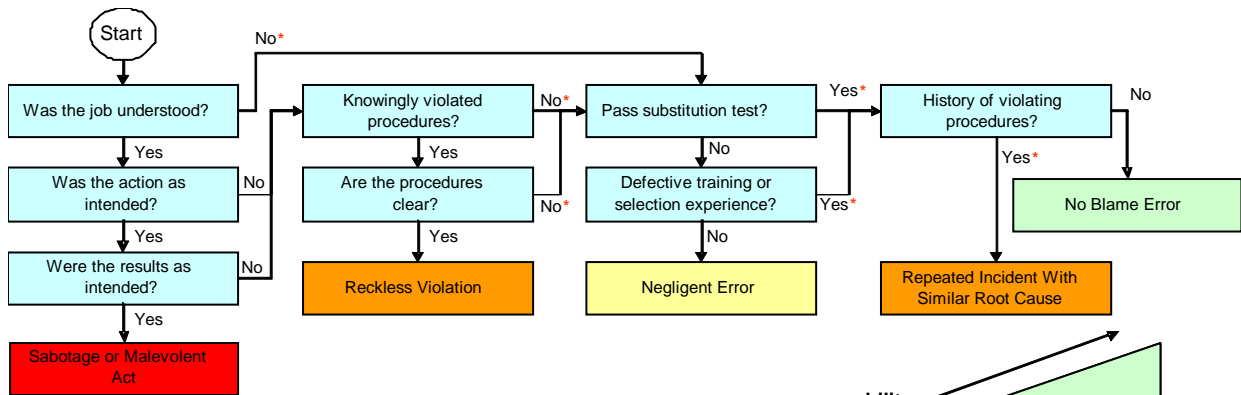 Start
No*
Was the job understood?
Knowingly violated
procedures?
No*
Pass substitution test?
Yes*
History of violating
procedures?
No
Yes
Yes
No
Yes*
Was the action as
intended?
No
Are the procedures
clear?
No*
Defective training or
selection experience?
Yes*
No Blame Error
Yes
Yes
No
Were the results as
intended?
No
Reckless Violation
Negligent Error
Repeated Incident With
Similar Root Cause
Yes
Sabotage or Malevolent
Act